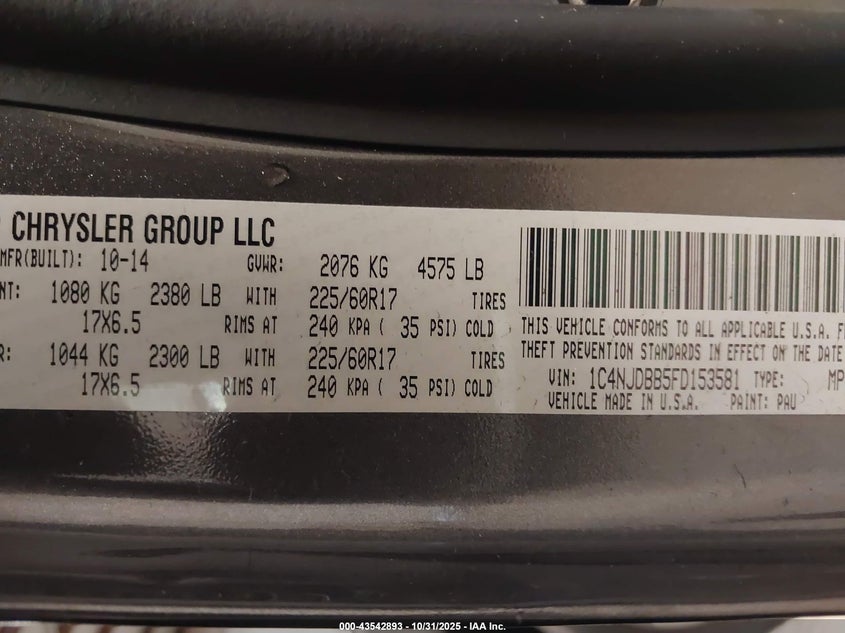 CHRYSLER GROUP LLC
MFR(BUILT): 10-14 GVWR: 2076 KG 4575 LB
NT: 1080 KG 2380 LB WITH 225/60R17 TIRES
17X6.5 RIMS AT 240 KPA ( 35 PSI) COLD
R: 1044 KG 2300 LB WITH 225/60R17 TIRES
17X6.5 RIMS AT 240 KPA ( 35 PSI) COLD
THIS VEHICLE CONFORMS TO ALL APPLICABLE U.S.A. F
THEFT PREVENTION STANDARDS IN EFFECT ON THE DATE
VIN: 1C4NJDBB5FD153581 TYPE: MP
VEHICLE MADE IN U.S.A. PAINT: PAU
000-43542893 - 10/31/2025 - IAA Inc.